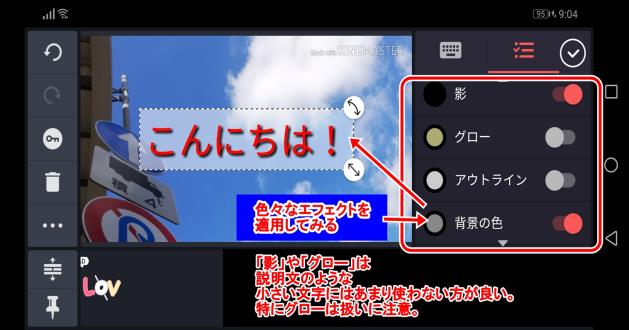 95 9:04
Made with KINEMASTER
こんにちは！
影
グロー
アウトライン
背景の色
色々なエフェクトを
適用してみる
積
LOV
「影」や「グロー」は
説明文のような
小さい文字にはあまり使わない方が良い。
特にグローは扱いに注意。